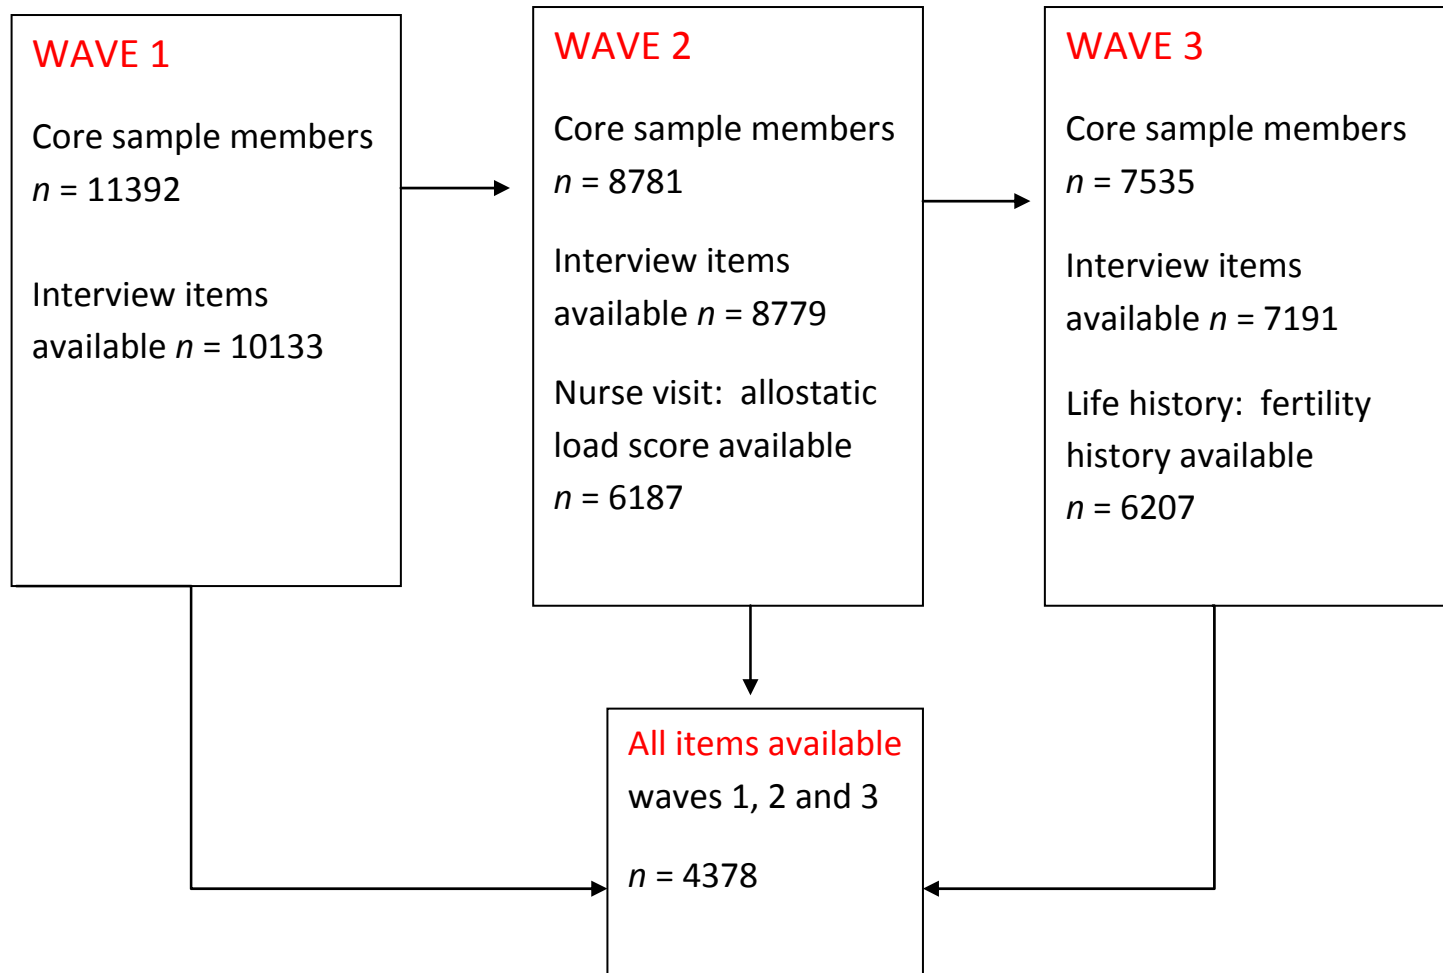 WAVE 1
Core sample members
n = 11392
Interview items
available n = 10133
WAVE 2
Core sample members
n = 8781
Interview items
available n = 8779
Nurse visit:  allostatic
load score available
n = 6187
WAVE 3
Core sample members
n = 7535
Interview items
available n = 7191
Life history:  fertility
history available
n = 6207
All items available
waves 1, 2 and 3
n = 4378